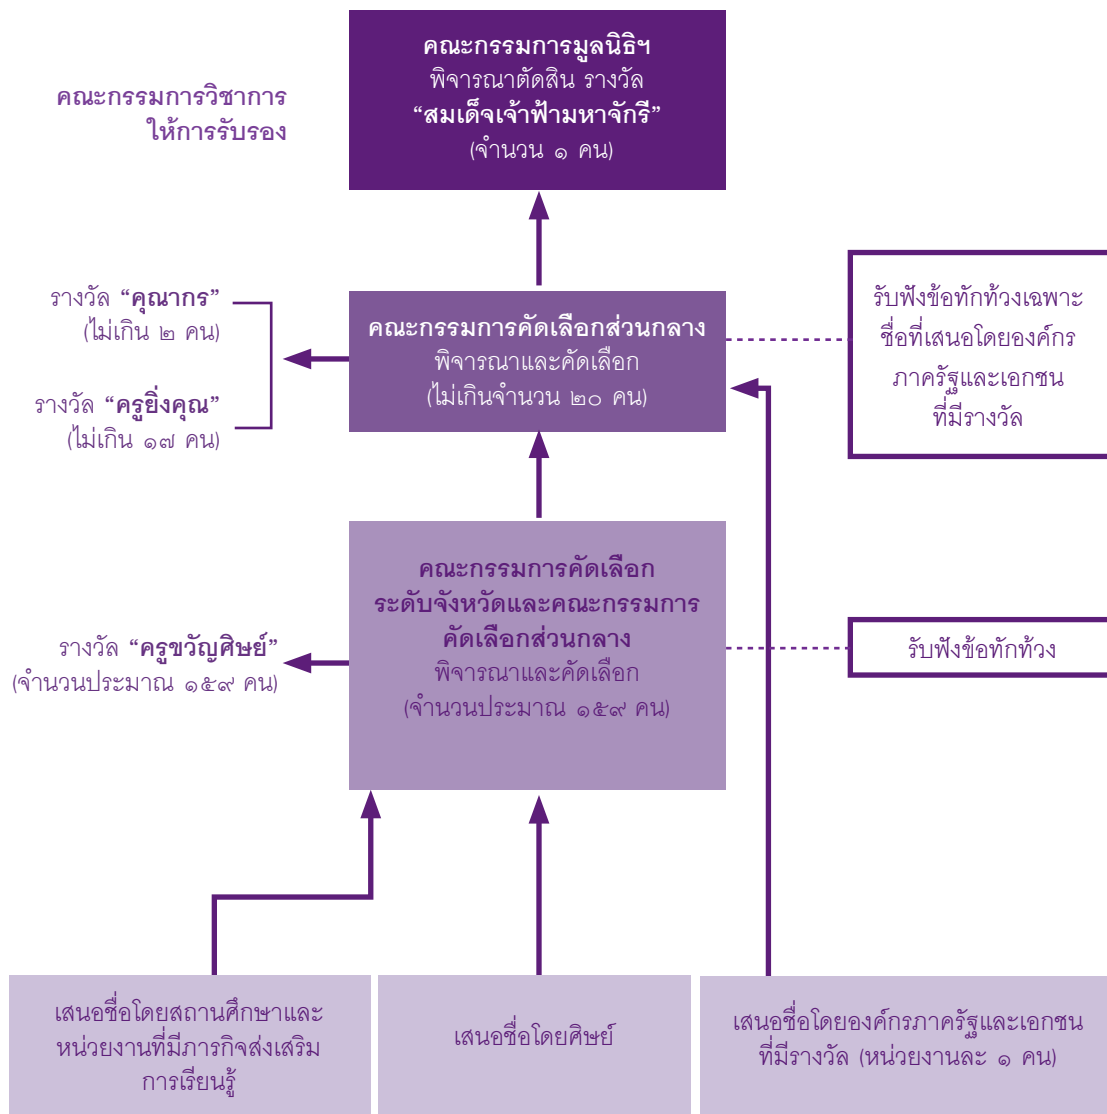 คณะกรรมการมูลนิธิฯ
พิจารณาตัดสิน รางวัล
“สมเด็จเจ้าฟ้ามหาจักรี”
(จำนวน ๑ คน)
คณะกรรมการวิชาการ
ให้การรับรอง
รางวัล “คุณากร”
(ไม่เกิน ๒ คน)
รางวัล “ครูยิ่งคุณ”
(ไม่เกิน ๑๗ คน)
คณะกรรมการคัดเลือกส่วนกลาง
พิจารณาและคัดเลือก
(ไม่เกินจำนวน ๒๐ คน)
รับฟังข้อทักท้วงเฉพาะ
ชื่อที่เสนอโดยองค์กร
ภาครัฐและเอกชน
ที่มีรางวัล
คณะกรรมการคัดเลือก
ระดับจังหวัดและคณะกรรมการ
คัดเลือกส่วนกลาง
พิจารณาและคัดเลือก
(จำนวนประมาณ ๑๕๙ คน)
รางวัล “ครูขวัญศิษย์”
(จำนวนประมาณ ๑๕๙ คน)
รับฟังข้อทักท้วง
เสนอชื่อโดยสถานศึกษาและ
หน่วยงานที่มีภารกิจส่งเสริม
การเรียนรู้
เสนอชื่อโดยศิษย์
เสนอชื่อโดยองค์กรภาครัฐและเอกชน
ที่มีรางวัล (หน่วยงานละ ๑ คน)